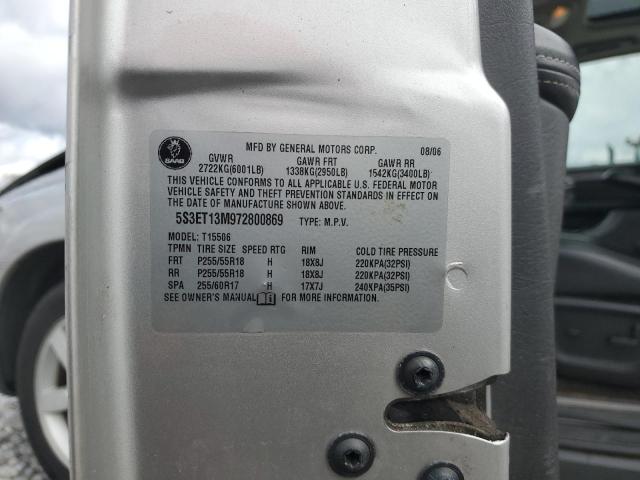 SAAB
MFD BY GENERAL MOTORS CORP. 08/06
GVWR GAWR FRT GAWR RR
2722KG(6001LB) 1338KG(2950LB) 1542KG(3400LB)
THIS VEHICLE CONFORMS TO ALL APPLICABLE U.S. FEDERAL MOTOR
VEHICLE SAFETY AND THEFT PREVENTION STANDARDS IN EFFECT ON
THE DATE OF MANUFACTURE SHOWN ABOVE.
5S3ET13M972800869 TYPE: M.P.V.
MODEL: T15506
TPMN TIRE SIZE SPEED RTG RIM COLD TIRE PRESSURE
FRT P255/55R18 H 18X8J 220KPA(32PSI)
RR P255/55R18 H 18X8J 220KPA(32PSI)
SPA 255/60R17 H 17X7J 240KPA(35PSI)
SEE OWNER'S MANUAL FOR MORE INFORMATION.